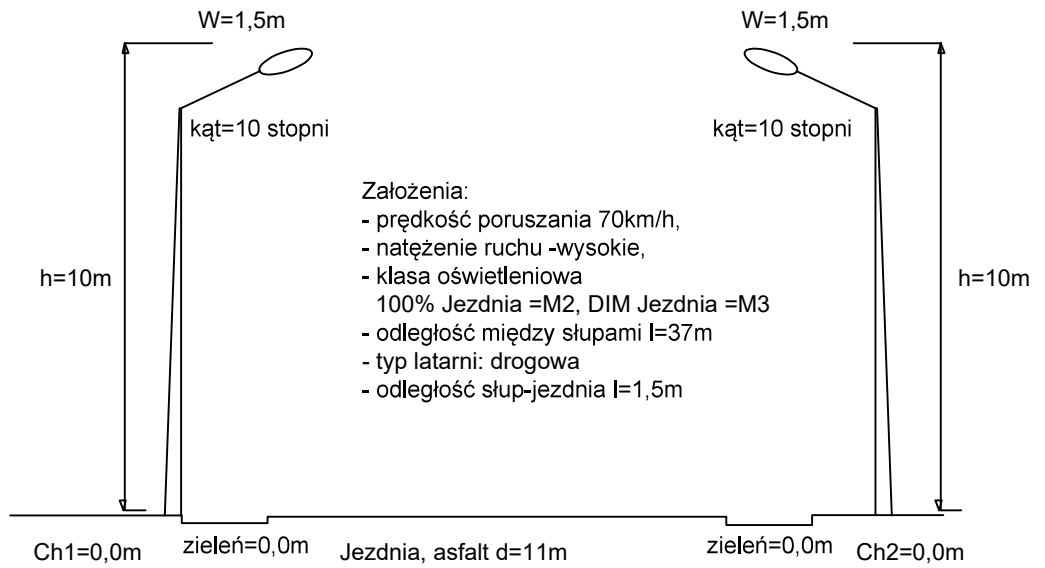 W=1,5m
W=1,5m
kąt=10 stopni
kąt=10 stopni
Założenia:
- prędkość poruszania 70km/h,
- natężenie ruchu -wysokie,
- klasa oświetleniowa
100% Jezdnia =M2, DIM Jezdnia =M3
- odległość między słupami l=37m
- typ latarni: drogowa
- odległość słup-jezdnia l=1,5m
h=10m
h=10m
Ch1=0,0m
zieleń=0,0m
Jezdnia, asfalt d=11m
zieleń=0,0m
Ch2=0,0m